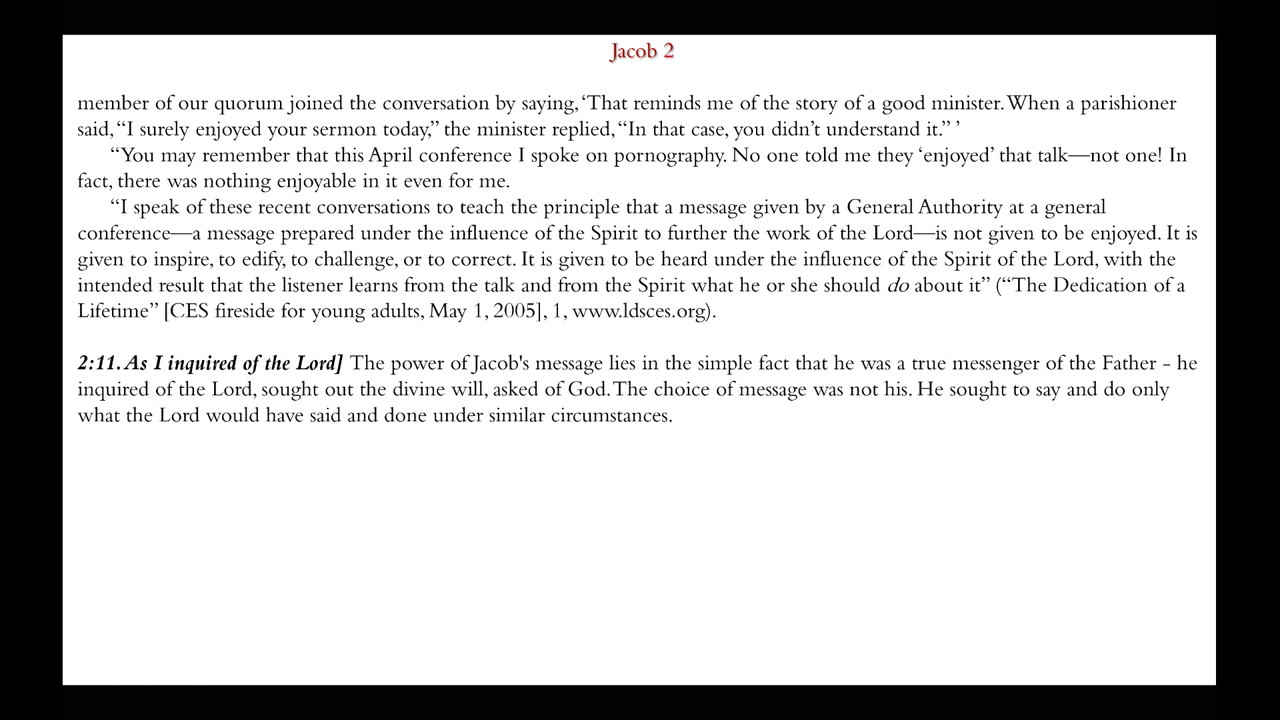 Jacob 2
member of our quorum joined the conversation by saying, ‘That reminds me of the story of a good minister. When a parishioner
said, “I surely enjoyed your sermon today,” the minister replied, “In that case, you didn’t understand it.” ’
“You may remember that this April conference I spoke on pornography. No one told me they ‘enjoyed’ that talk—not one! In
fact, there was nothing enjoyable in it even for me.
“I speak of these recent conversations to teach the principle that a message given by a General Authority at a general
conference—a message prepared under the influence of the Spirit to further the work of the Lord—is not given to be enjoyed. It is
given to inspire, to edify, to challenge, or to correct. It is given to be heard under the influence of the Spirit of the Lord, with the
intended result that the listener learns from the talk and from the Spirit what he or she should do about it” (“The Dedication of a
Lifetime” [CES fireside for young adults, May 1, 2005], 1, www.ldsces.org).
2:11. As I inquired of the Lord] The power of Jacob's message lies in the simple fact that he was a true messenger of the Father - he
inquired of the Lord, sought out the divine will, asked of God. The choice of message was not his. He sought to say and do only
what the Lord would have said and done under similar circumstances.